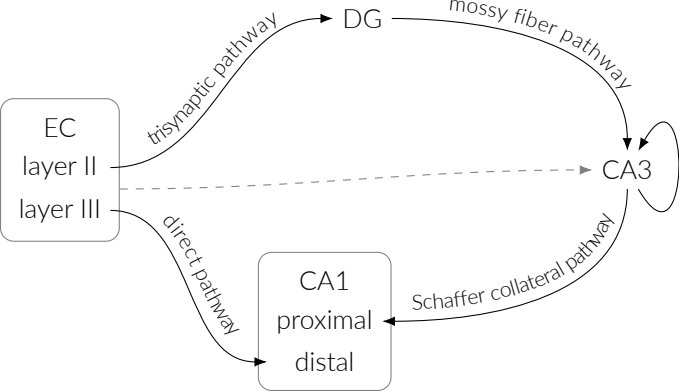 trisynaptic pathway
DG
mossy fiber pathway
EC
layer II
layer III
CA3
direct pathway
CA1
proximal
distal
Schaffer collateral pathway